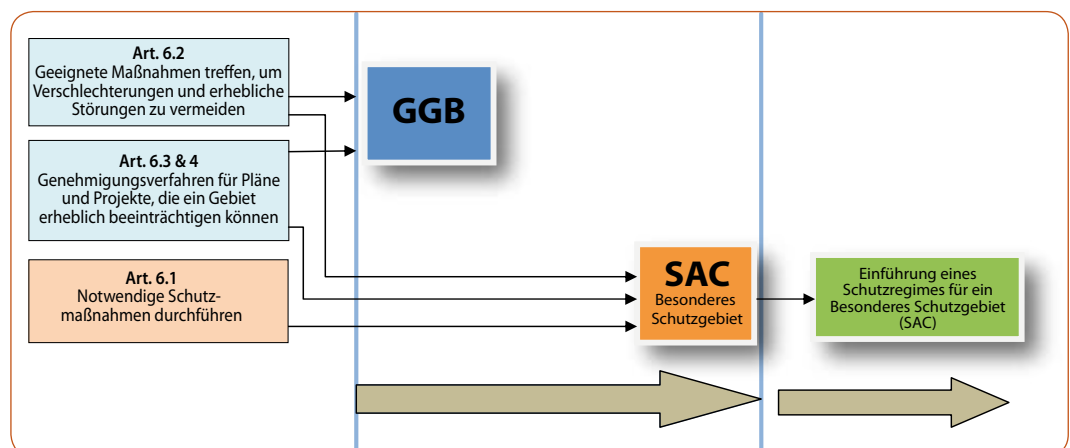 Art. 6.2
Geeignete Maßnahmen treffen, um
Verschlechterungen und erhebliche
Störungen zu vermeiden
GGB
Art. 6.3 & 4
Genehmigungsverfahren für Pläne
und Projekte, die ein Gebiet
erheblich beeinträchtigen können
Art. 6.1
Notwendige Schutz-
maßnahmen durchführen
SAC
Besonderes
Schutzgebiet
Einführung eines
Schutzregimes für ein
Besonderes Schutzgebiet
(SAC)